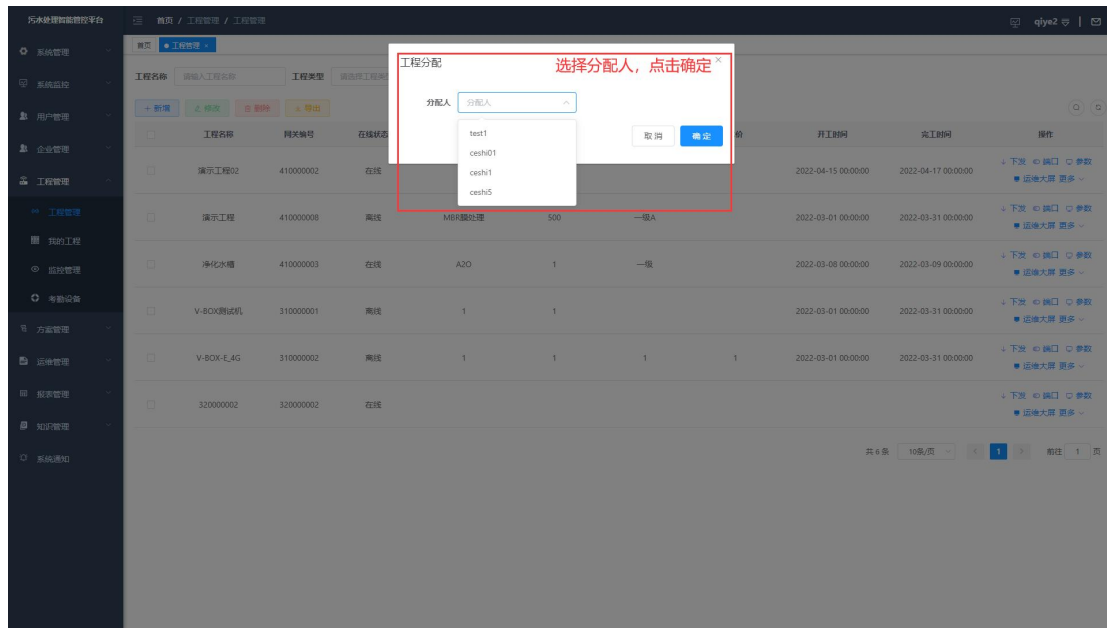 污水处理智能管控平台
首页 / 工程管理 / 工程管理
qiye2
系统管理
系统监控
用户管理
企业管理
工程管理
工程管理
我的工程
监控管理
考勤设备
方案管理
运维管理
报表管理
知识管理
系统通知
首页 工程管理 ×
工程名称 请输入工程名称 工程类型 请选择工程类型
+ 新增 修改 删除 导出
工程分配 选择分配人，点击确定 ×
分配人 分配人
test1
ceshi01
ceshi1
ceshi5
取 消 确 定
工程名称 网关编号 在线状态 价 开工时间 完工时间 操作
演示工程02 410000002 在线 2022-04-15 00:00:00 2022-04-17 00:00:00 下发 端口 参数
运维大屏 更多
演示工程 410000008 离线 MBR膜处理 500 一级A 2022-03-01 00:00:00 2022-03-31 00:00:00 下发 端口 参数
运维大屏 更多
净化水槽 410000003 在线 A2O 1 一级 2022-03-08 00:00:00 2022-03-09 00:00:00 下发 端口 参数
运维大屏 更多
V-BOX测试机 310000001 离线 1 1 2022-03-01 00:00:00 2022-03-31 00:00:00 下发 端口 参数
运维大屏 更多
V-BOX-E_4G 310000002 离线 1 1 1 1 2022-03-01 00:00:00 2022-03-31 00:00:00 下发 端口 参数
运维大屏 更多
320000002 320000002 在线 下发 端口 参数
运维大屏 更多
共 6 条 10条/页 < 1 > 前往 1 页